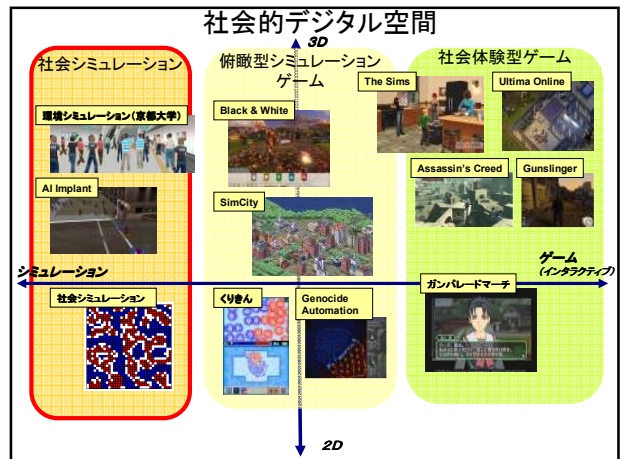 社会的デジタル空間
3D
社会シミュレーション
俯瞰型シミュレーション
ゲーム
社会体験型ゲーム
The Sims
Ultima Online
環境シミュレーション(京都大学)
Black & White
AI Implant
Assassin's Creed
Gunslinger
SimCity
シミュレーション
ゲーム
(インタラクティブ)
社会シミュレーション
くりきん
Genocide
Automation
ガンパレードマーチ
2D